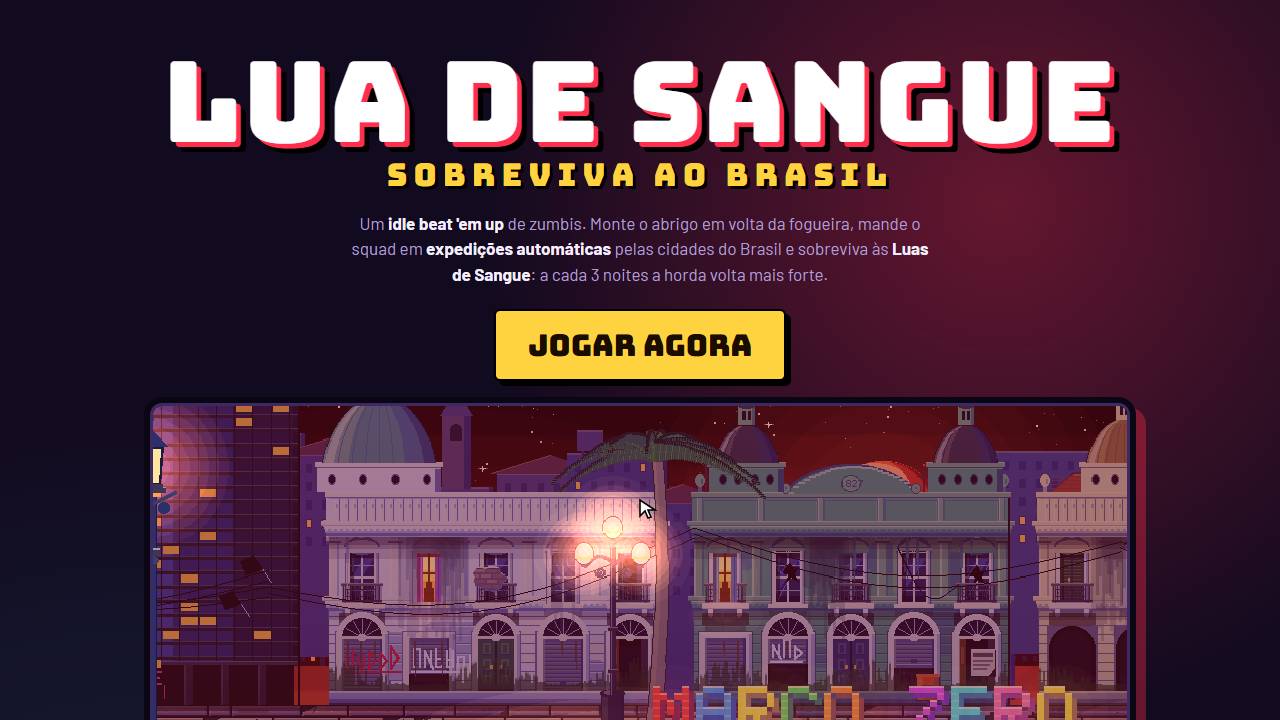 LUA DE SANGUE
SOBREVIVA AO BRASIL
Um idle beat 'em up de zumbis. Monte o abrigo em volta da fogueira, mande o
squad em expedições automáticas pelas cidades do Brasil e sobreviva às Luas
de Sangue: a cada 3 noites a horda volta mais forte.
JOGAR AGORA
1827
MARCO ZERO